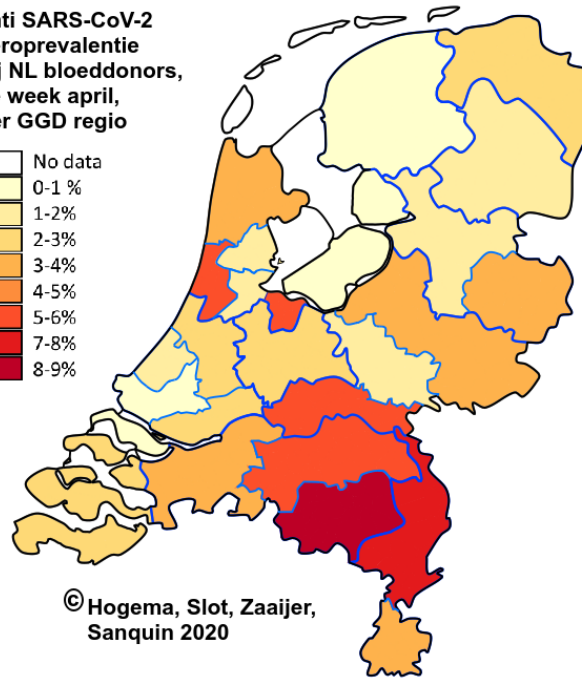 nti SARS-CoV-2
roprevalentie
j NL bloeddonors,
week april,
er GGD regio
No data
0-1 %
1-2%
2-3%
3-4%
4-5%
5-6%
7-8%
8-9%
© Hogema, Slot, Zaaijer,
Sanquin 2020